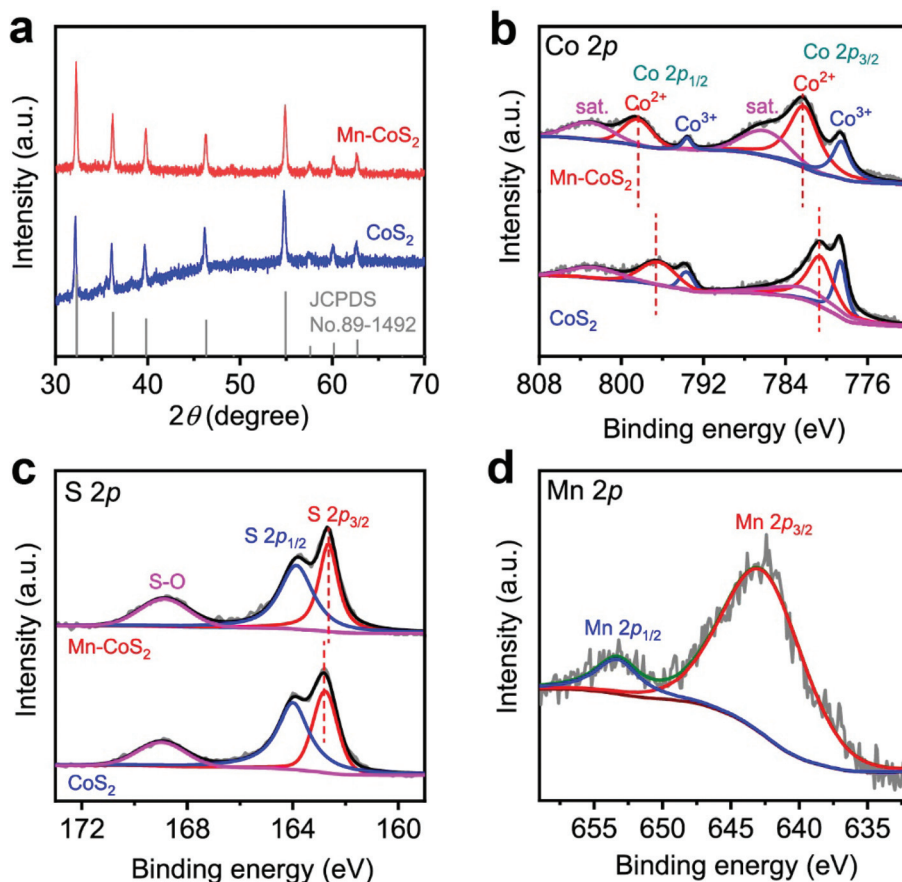 a
Intensity (a.u.)
Mn-CoS₂
CoS₂
JCPDS
No.89-1492
30 40 50 60 70
2θ (degree)
b
Intensity (a.u.)
Co 2p
Co 2p₁/₂
Co 2p₃/₂
sat.
Co²⁺
Co³⁺
sat.
Co²⁺
Co³⁺
Mn-CoS₂
CoS₂
808 800 792 784 776
Binding energy (eV)
c
Intensity (a.u.)
S 2p
S 2p₃/₂
S 2p₁/₂
S-O
Mn-CoS₂
CoS₂
172 168 164 160
Binding energy (eV)
d
Intensity (a.u.)
Mn 2p
Mn 2p₃/₂
Mn 2p₁/₂
655 650 645 640 635
Binding energy (eV)